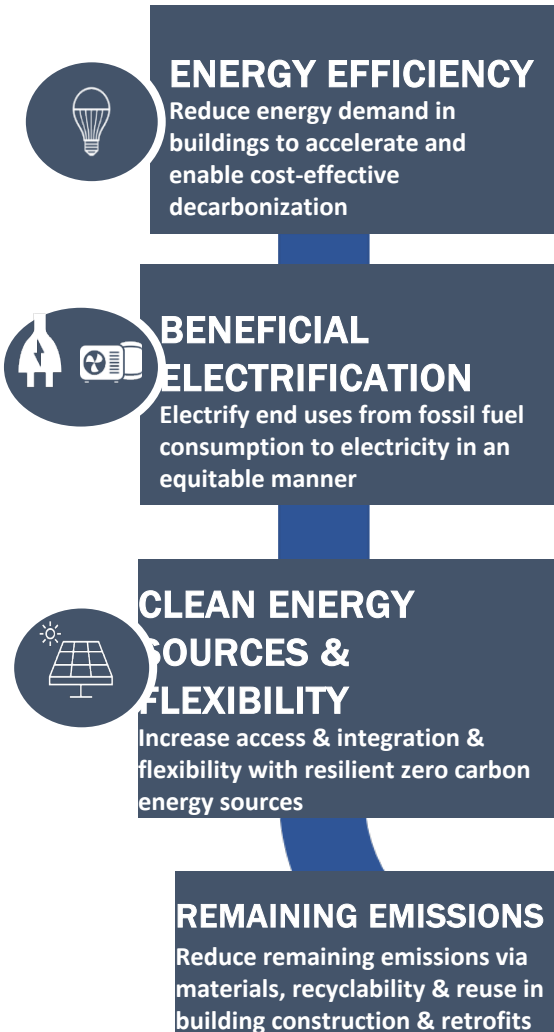 ENERGY EFFICIENCY
Reduce energy demand in
buildings to accelerate and
enable cost-effective
decarbonization
BENEFICIAL
ELECTRIFICATION
Electrify end uses from fossil fuel
consumption to electricity in an
equitable manner
CLEAN ENERGY
SOURCES &
FLEXIBILITY
Increase access & integration &
flexibility with resilient zero carbon
energy sources
REMAINING EMISSIONS
Reduce remaining emissions via
materials, recyclability & reuse in
building construction & retrofits